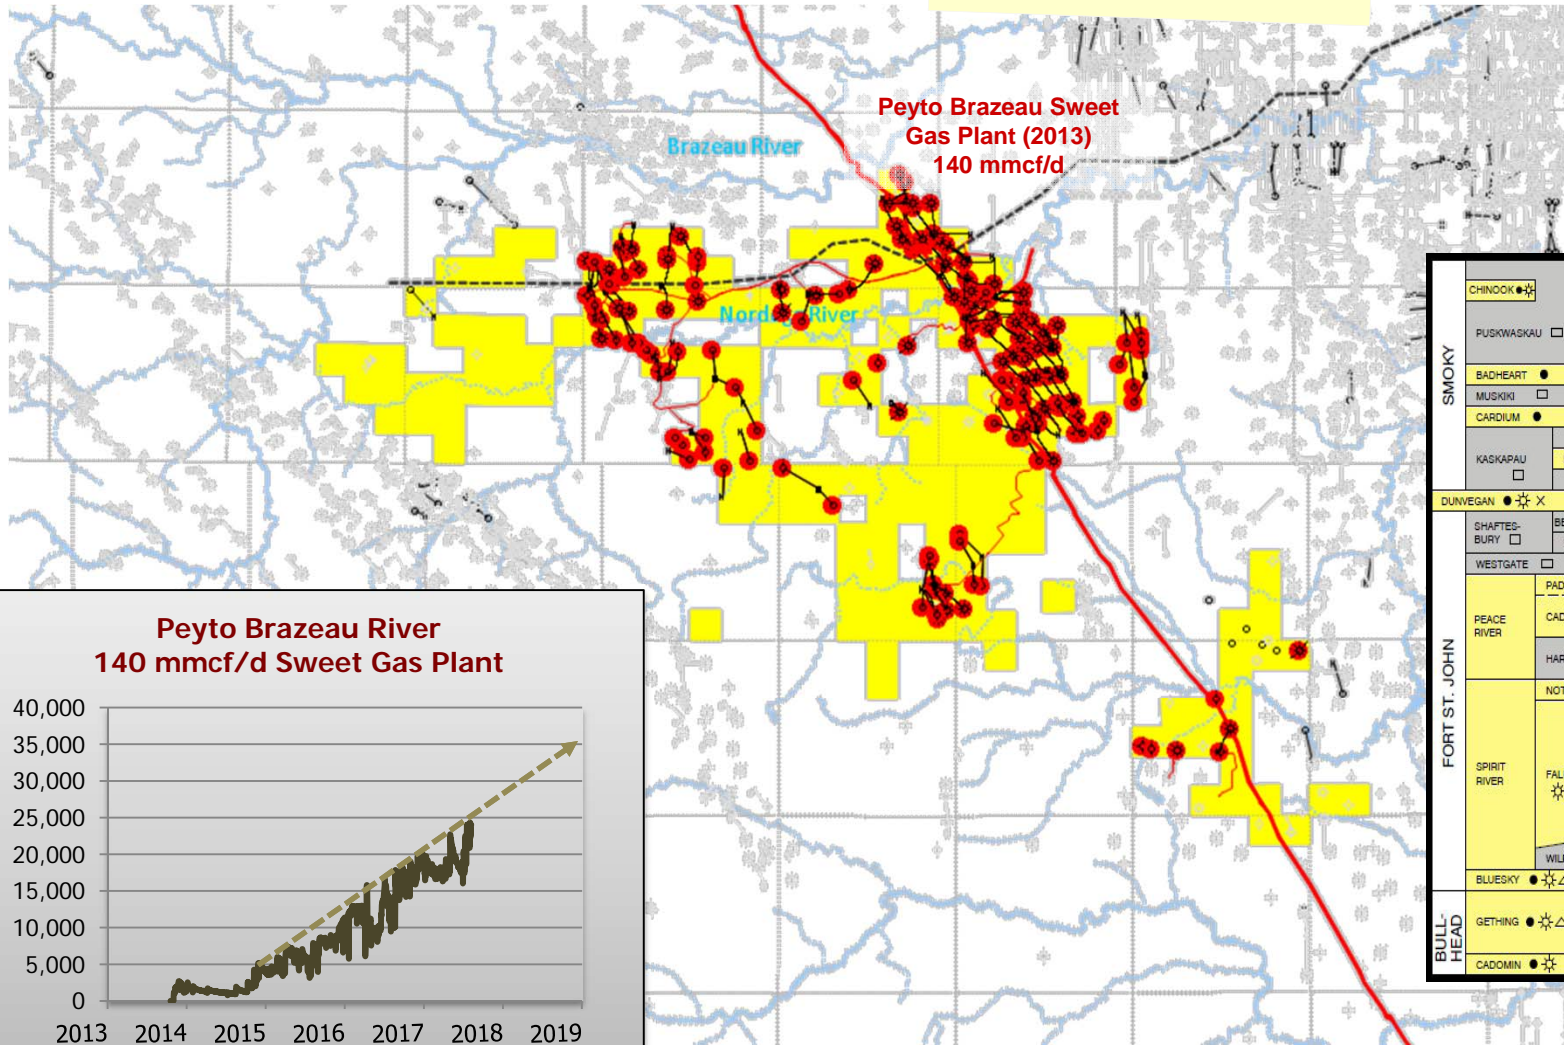 Peyto Brazeau Sweet
Gas Plant (2013)
140 mmcf/d
Brazeau River
River
Peyto Brazeau River
140 mmcf/d Sweet Gas Plant
40,000
35,000
30,000
25,000
20,000
15,000
10,000
5,000
0
2013 2014 2015 2016 2017 2018 2019
SMOKY
CHINOOK
PUSKWASKAU
BADHEART
MUSKIKI
CARDIUM
KASKAPAU
DUNVEGAN
FORT ST. JOHN
SHAFTES-
BURY
WESTGATE
PEACE
RIVER
SPIRIT
RIVER
BLUESKY
BULL-
HEAD
GETHING
CADOMIN